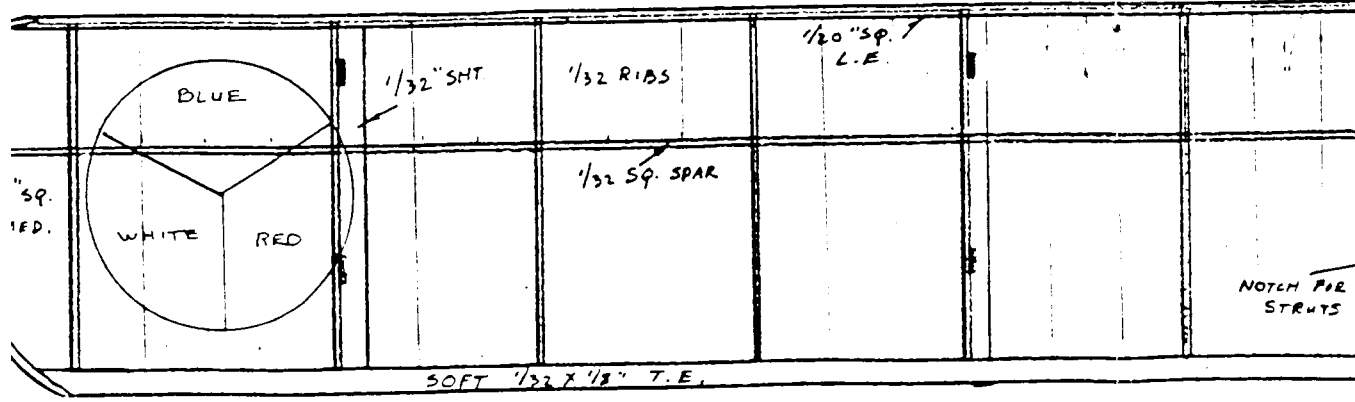 BLUE
WHITE
RED
"SQ.
1/32" SHT
1/32 RIBS
1/20" SQ.
L.E.
1/32 SQ. SPAR
NOTCH FOR
STRUTS
SOFT 1/32 X 1/8" T.E.